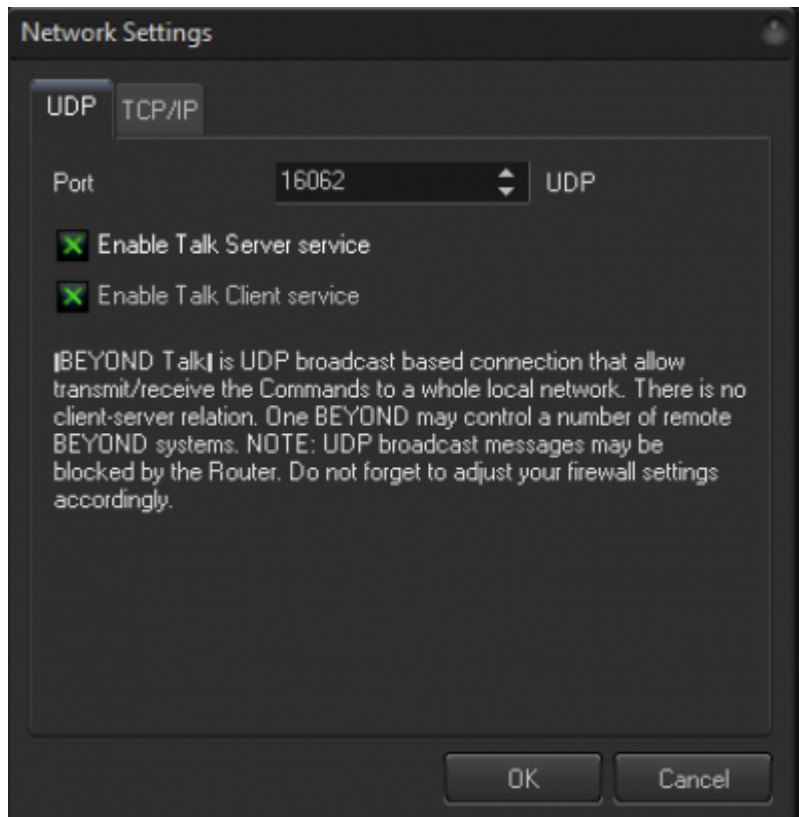 Network Settings
UDP TCP/IP
Port 16062 UDP
Enable Talk Server service
Enable Talk Client service
|BEYOND Talk| is UDP broadcast based connection that allow
transmit/receive the Commands to a whole local network. There is no
client-server relation. One BEYOND may control a number of remote
BEYOND systems. NOTE: UDP broadcast messages may be
blocked by the Router. Do not forget to adjust your firewall settings
accordingly.
OK Cancel